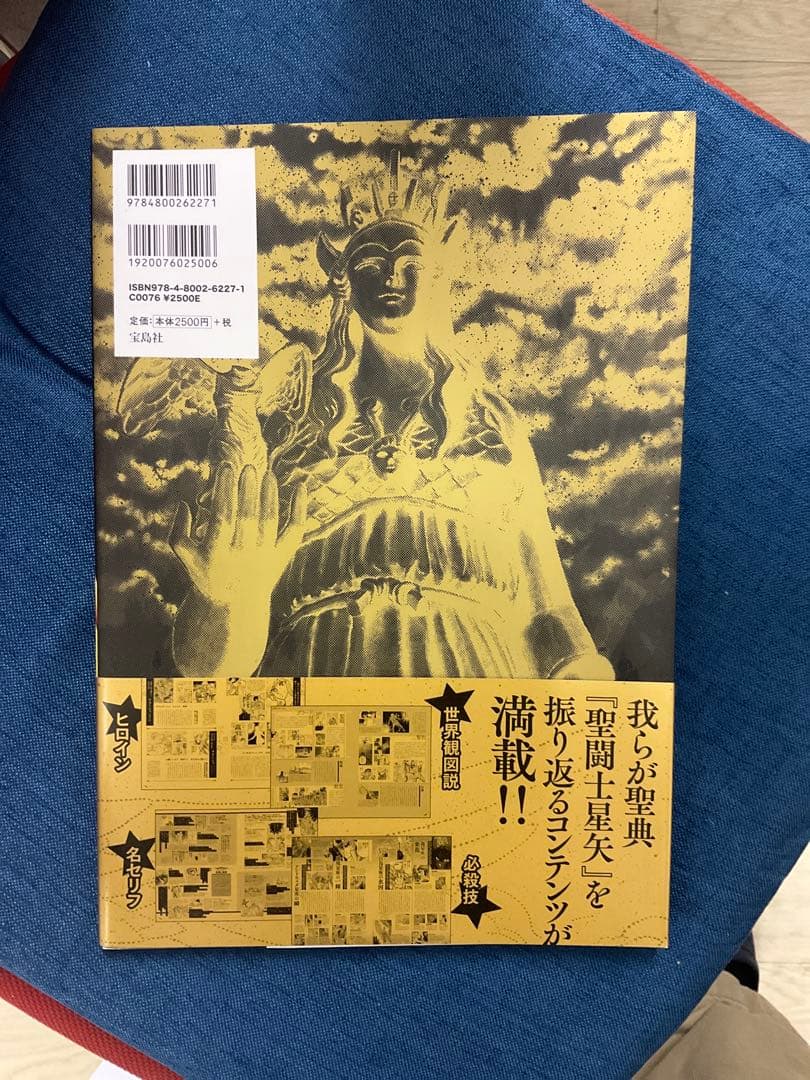 9784800262271
1920076025006
ISBN978-4-8002-6227-1
C0076 ¥2500E
定価：本体2500円＋税
宝島社
我らが聖典
『聖闘士星矢』を
振り返るコンテンツが
満載!!
世界観図説
ヒロイン
必殺技
名セリフ